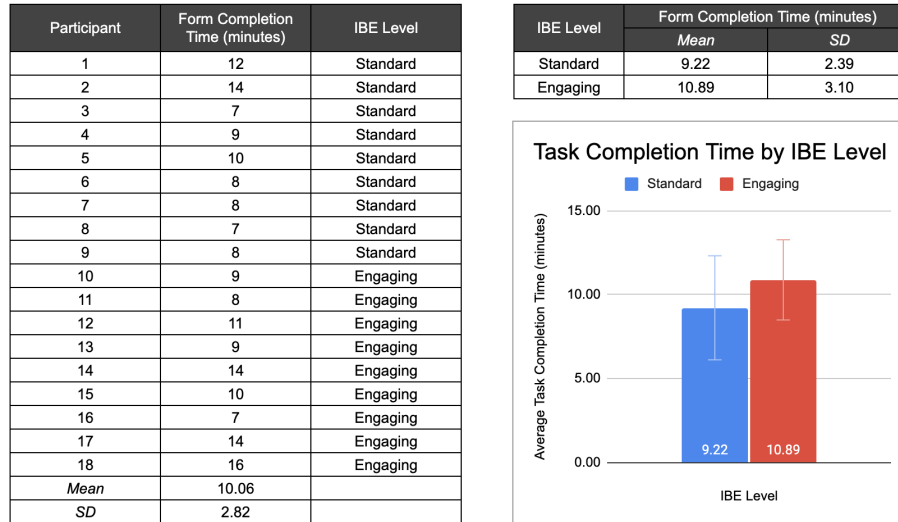 Participant Form Completion Time (minutes) IBE Level
1 12 Standard
2 14 Standard
3 7 Standard
4 9 Standard
5 10 Standard
6 8 Standard
7 8 Standard
8 7 Standard
9 8 Standard
10 9 Engaging
11 8 Engaging
12 11 Engaging
13 9 Engaging
14 14 Engaging
15 10 Engaging
16 7 Engaging
17 14 Engaging
18 16 Engaging
Mean 10.06
SD 2.82
IBE Level Form Completion Time (minutes)
Mean SD
Standard 9.22 2.39
Engaging 10.89 3.10
Task Completion Time by IBE Level
Standard Engaging
Average Task Completion Time (minutes)
15.00
10.00
5.00
0.00
9.22 10.89
IBE Level